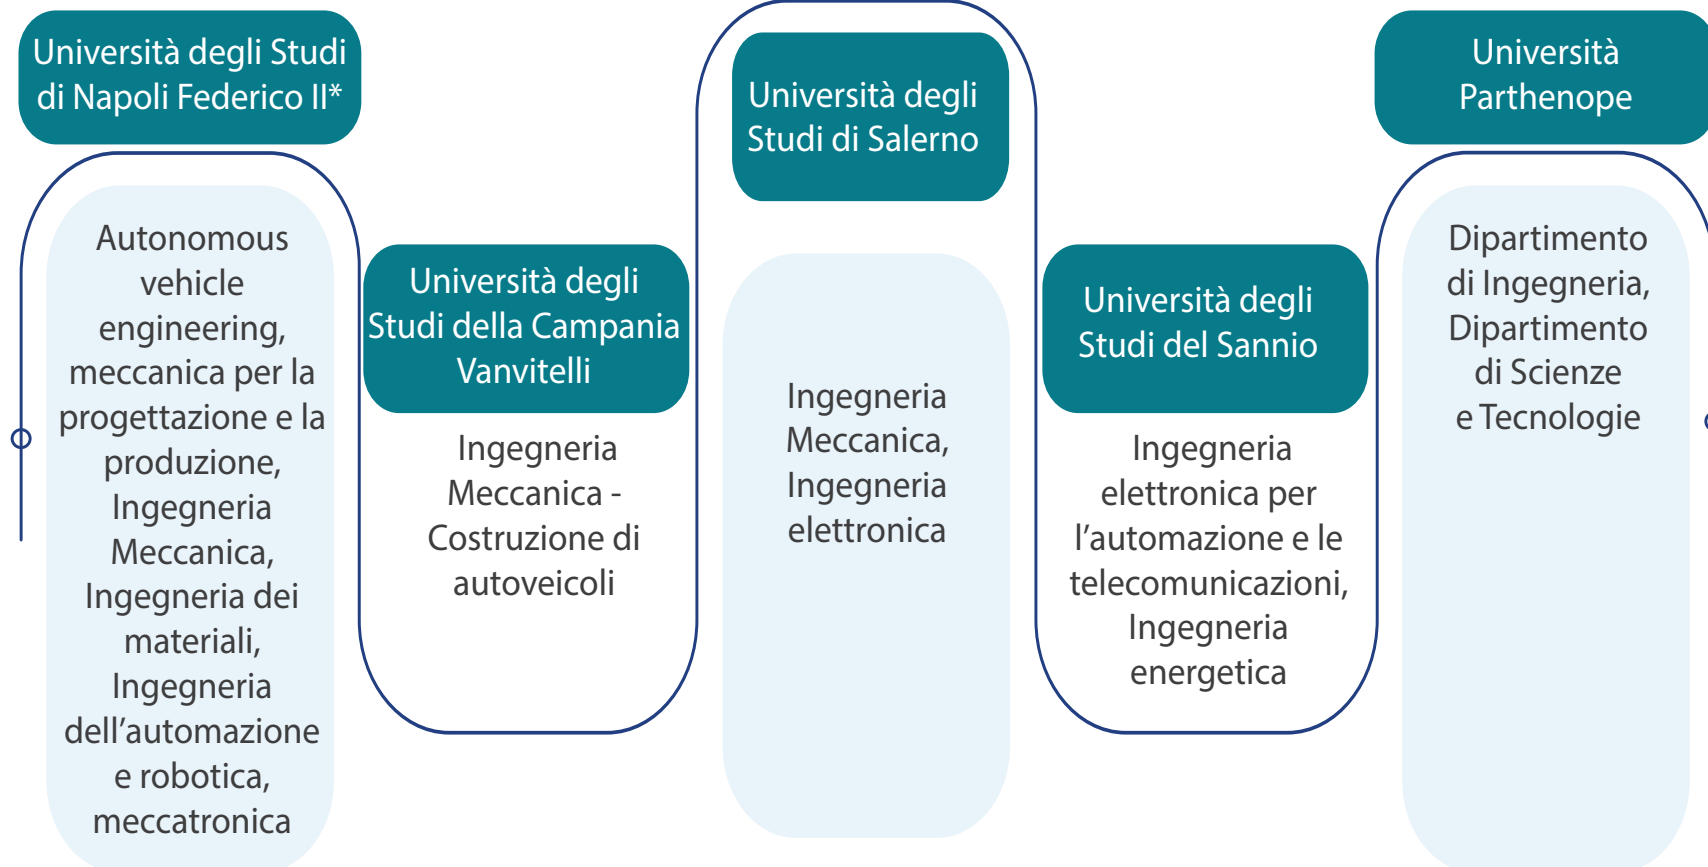 Università degli Studi
di Napoli Federico II*
Autonomous
vehicle
engineering,
meccanica per la
progettazione e la
produzione,
Ingegneria
Meccanica,
Ingegneria dei
materiali,
Ingegneria
dell’automazione
e robotica,
meccatronica
Università degli
Studi della Campania
Vanvitelli
Ingegneria
Meccanica -
Costruzione di
autoveicoli
Università degli
Studi di Salerno
Ingegneria
Meccanica,
Ingegneria
elettronica
Università degli
Studi del Sannio
Ingegneria
elettronica per
l’automazione e le
telecomunicazioni,
Ingegneria
energetica
Università
Parthenope
Dipartimento
di Ingegneria,
Dipartimento
di Scienze
e Tecnologie